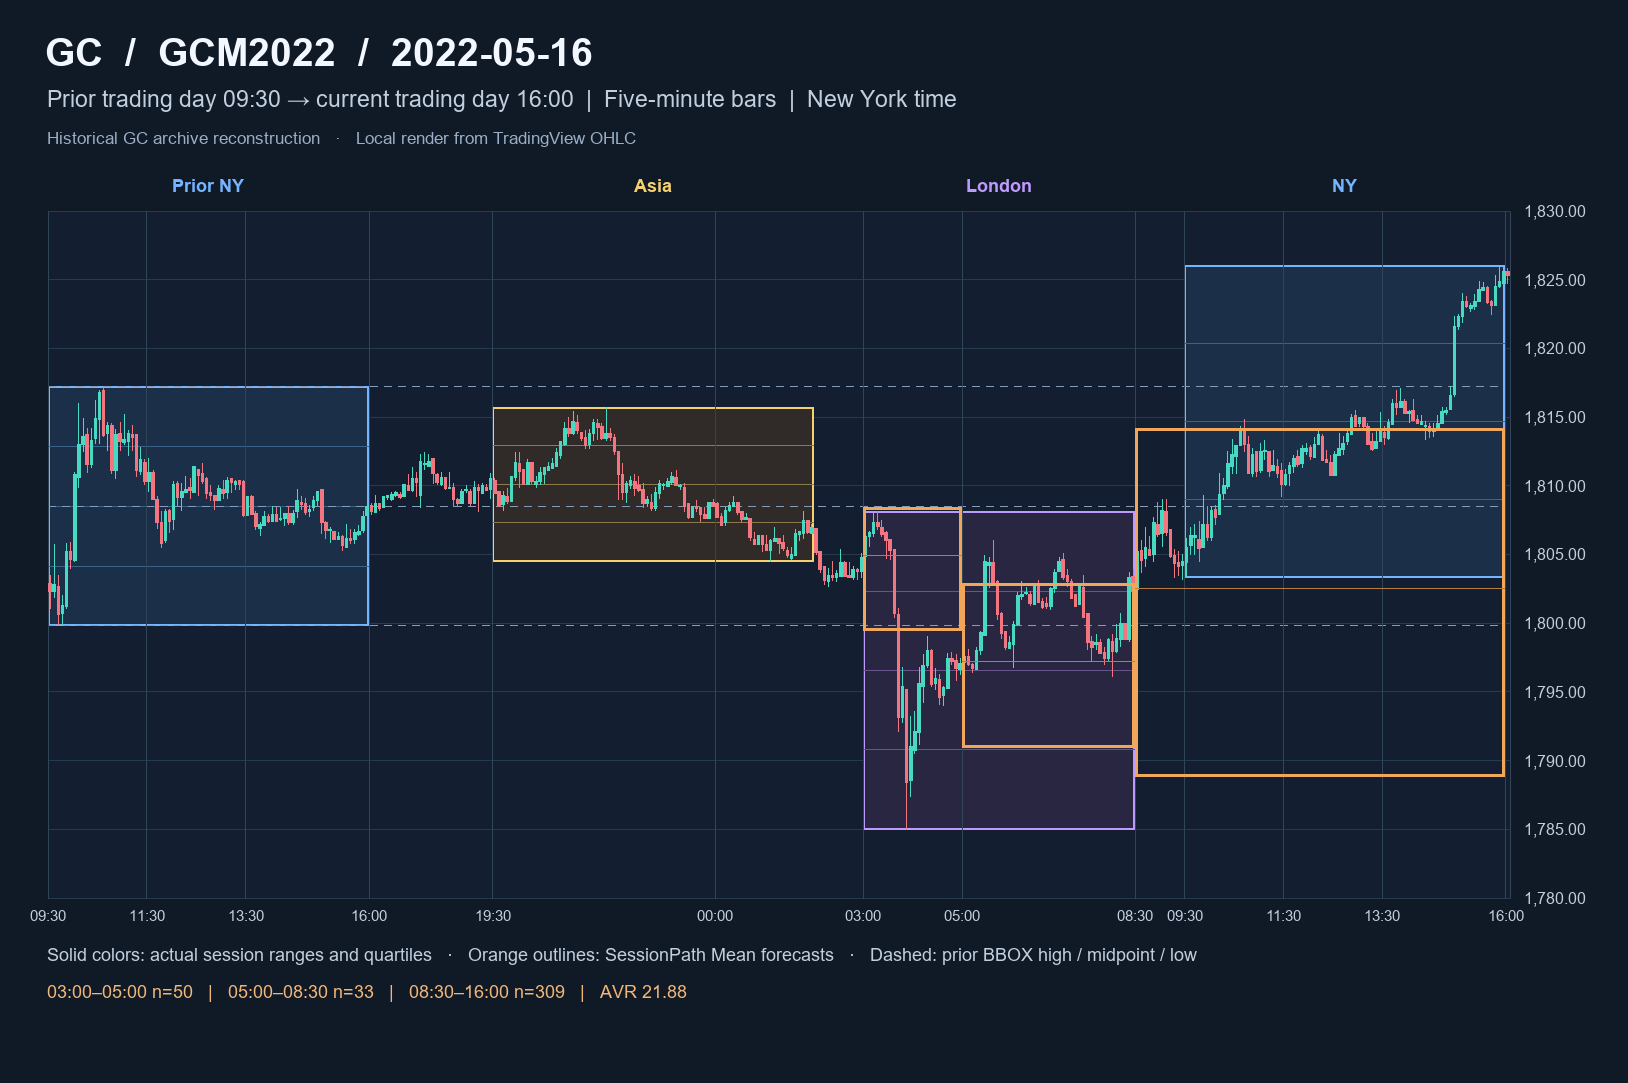 GC / GCM2022 / 2022-05-16
Prior trading day 09:30 → current trading day 16:00 | Five-minute bars | New York time
Historical GC archive reconstruction · Local render from TradingView OHLC
Prior NY Asia London NY
1,830.00
1,825.00
1,820.00
1,815.00
1,810.00
1,805.00
1,800.00
1,795.00
1,790.00
1,785.00
1,780.00
09:30 11:30 13:30 16:00 19:30 00:00 03:00 05:00 08:30 09:30 11:30 13:30 16:00
Solid colors: actual session ranges and quartiles · Orange outlines: SessionPath Mean forecasts · Dashed: prior BBOX high / midpoint / low
03:00–05:00 n=50 | 05:00–08:30 n=33 | 08:30–16:00 n=309 | AVR 21.88